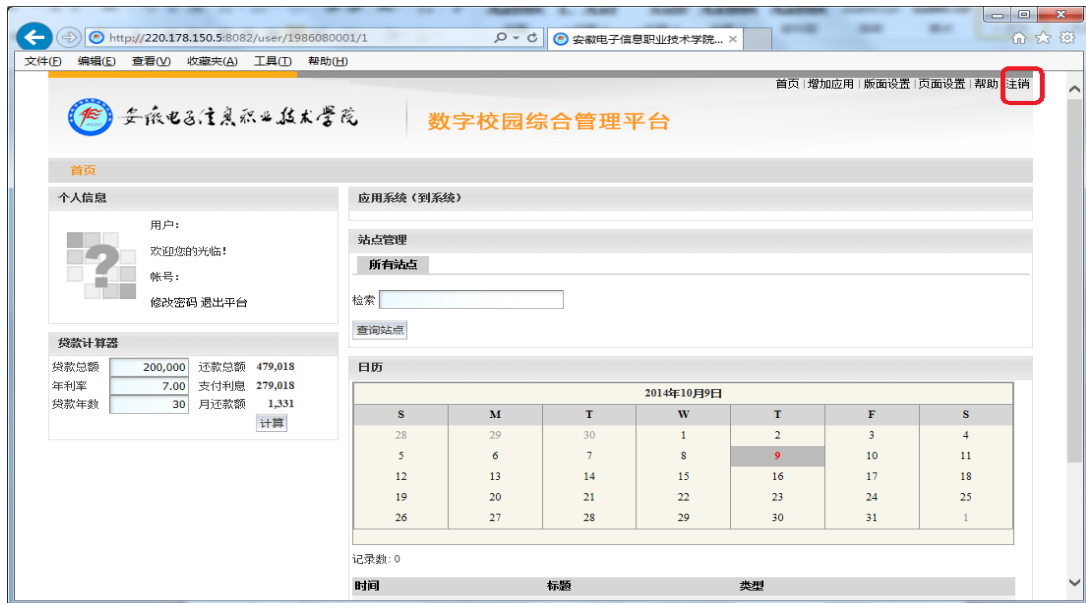 http://220.178.150.5:8082/user/1986080001/1
安徽电子信息职业技术学院...
文件(F) 编辑(E) 查看(V) 收藏夹(A) 工具(T) 帮助(H)
首页 增加应用 版面设置 页面设置 帮助 注销
安徽电子信息职业技术学院
数字校园综合管理平台
首页
个人信息
用户:
欢迎您的光临!
帐号:
修改密码 退出平台
贷款计算器
贷款总额 200,000 还款总额 479,018
年利率 7.00 支付利息 279,018
贷款年数 30 月还款额 1,331
计算
应用系统（到系统）
站点管理
所有站点
检索
查询站点
日历
2014年10月9日
S M T W T F S
28 29 30 1 2 3 4
5 6 7 8 9 10 11
12 13 14 15 16 17 18
19 20 21 22 23 24 25
26 27 28 29 30 31 1
记录数: 0
时间 标题 类型